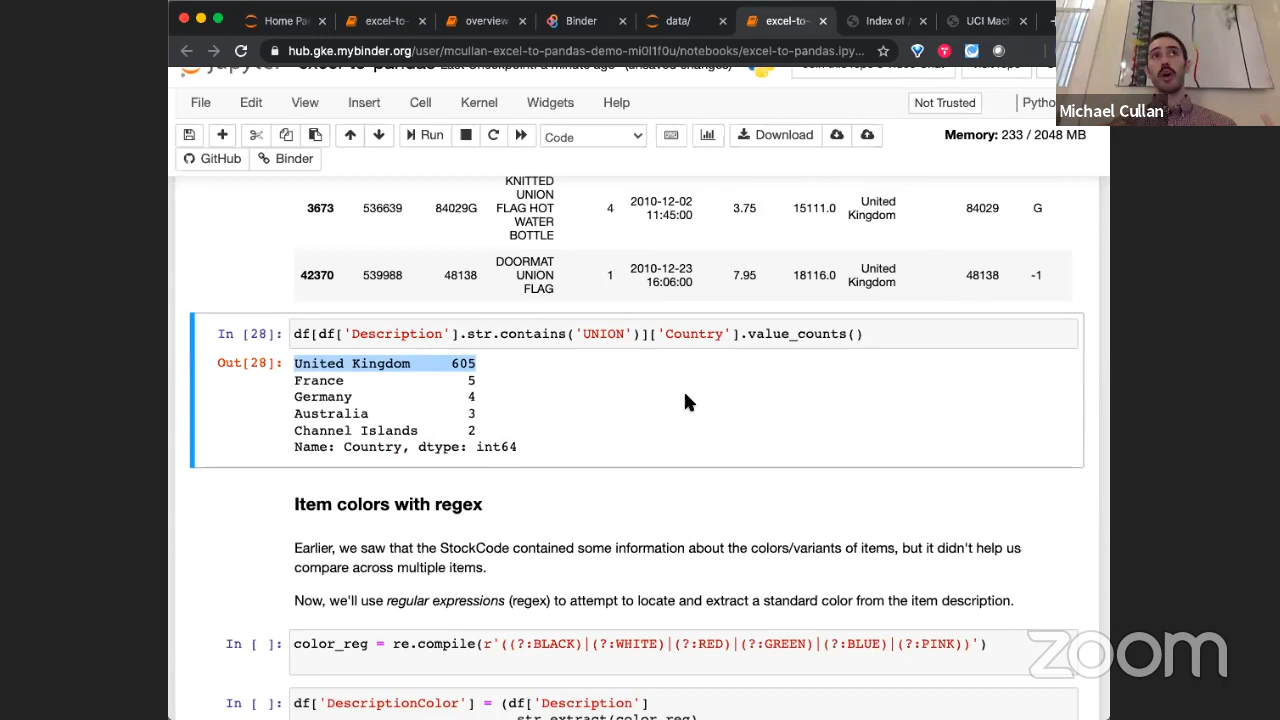 Home Pa
excel-to-
overview
Binder
data/
excel-to-
Index of
UCI Macl
hub.gke.mybinder.org/user/mcullan-excel-to-pandas-demo-mi0l1f0u/notebooks/excel-to-pandas.ipy...
File Edit View Insert Cell Kernel Widgets Help Not Trusted Pytho
Run Code Download Memory: 233 / 2048 MB
GitHub Binder
Michael Cullan
KNITTED
UNION
FLAG HOT
WATER
BOTTLE
3673 536639 84029G 4 2010-12-02 11:45:00 3.75 15111.0 United Kingdom 84029 G
DOORMAT
UNION
FLAG
42370 539988 48138 1 2010-12-23 16:06:00 7.95 18116.0 United Kingdom 48138 -1
In [28]: df[df['Description'].str.contains('UNION')]['Country'].value_counts()
Out[28]: United Kingdom 605
France 5
Germany 4
Australia 3
Channel Islands 2
Name: Country, dtype: int64
Item colors with regex
Earlier, we saw that the StockCode contained some information about the colors/variants of items, but it didn't help us
compare across multiple items.
Now, we'll use regular expressions (regex) to attempt to locate and extract a standard color from the item description.
In [ ]: color_reg = re.compile(r'((?:BLACK)|(?:WHITE)|(?:RED)|(?:GREEN)|(?:BLUE)|(?:PINK))')
In [ ]: df['DescriptionColor'] = (df['Description']
.str.extract(color_reg)
zoom